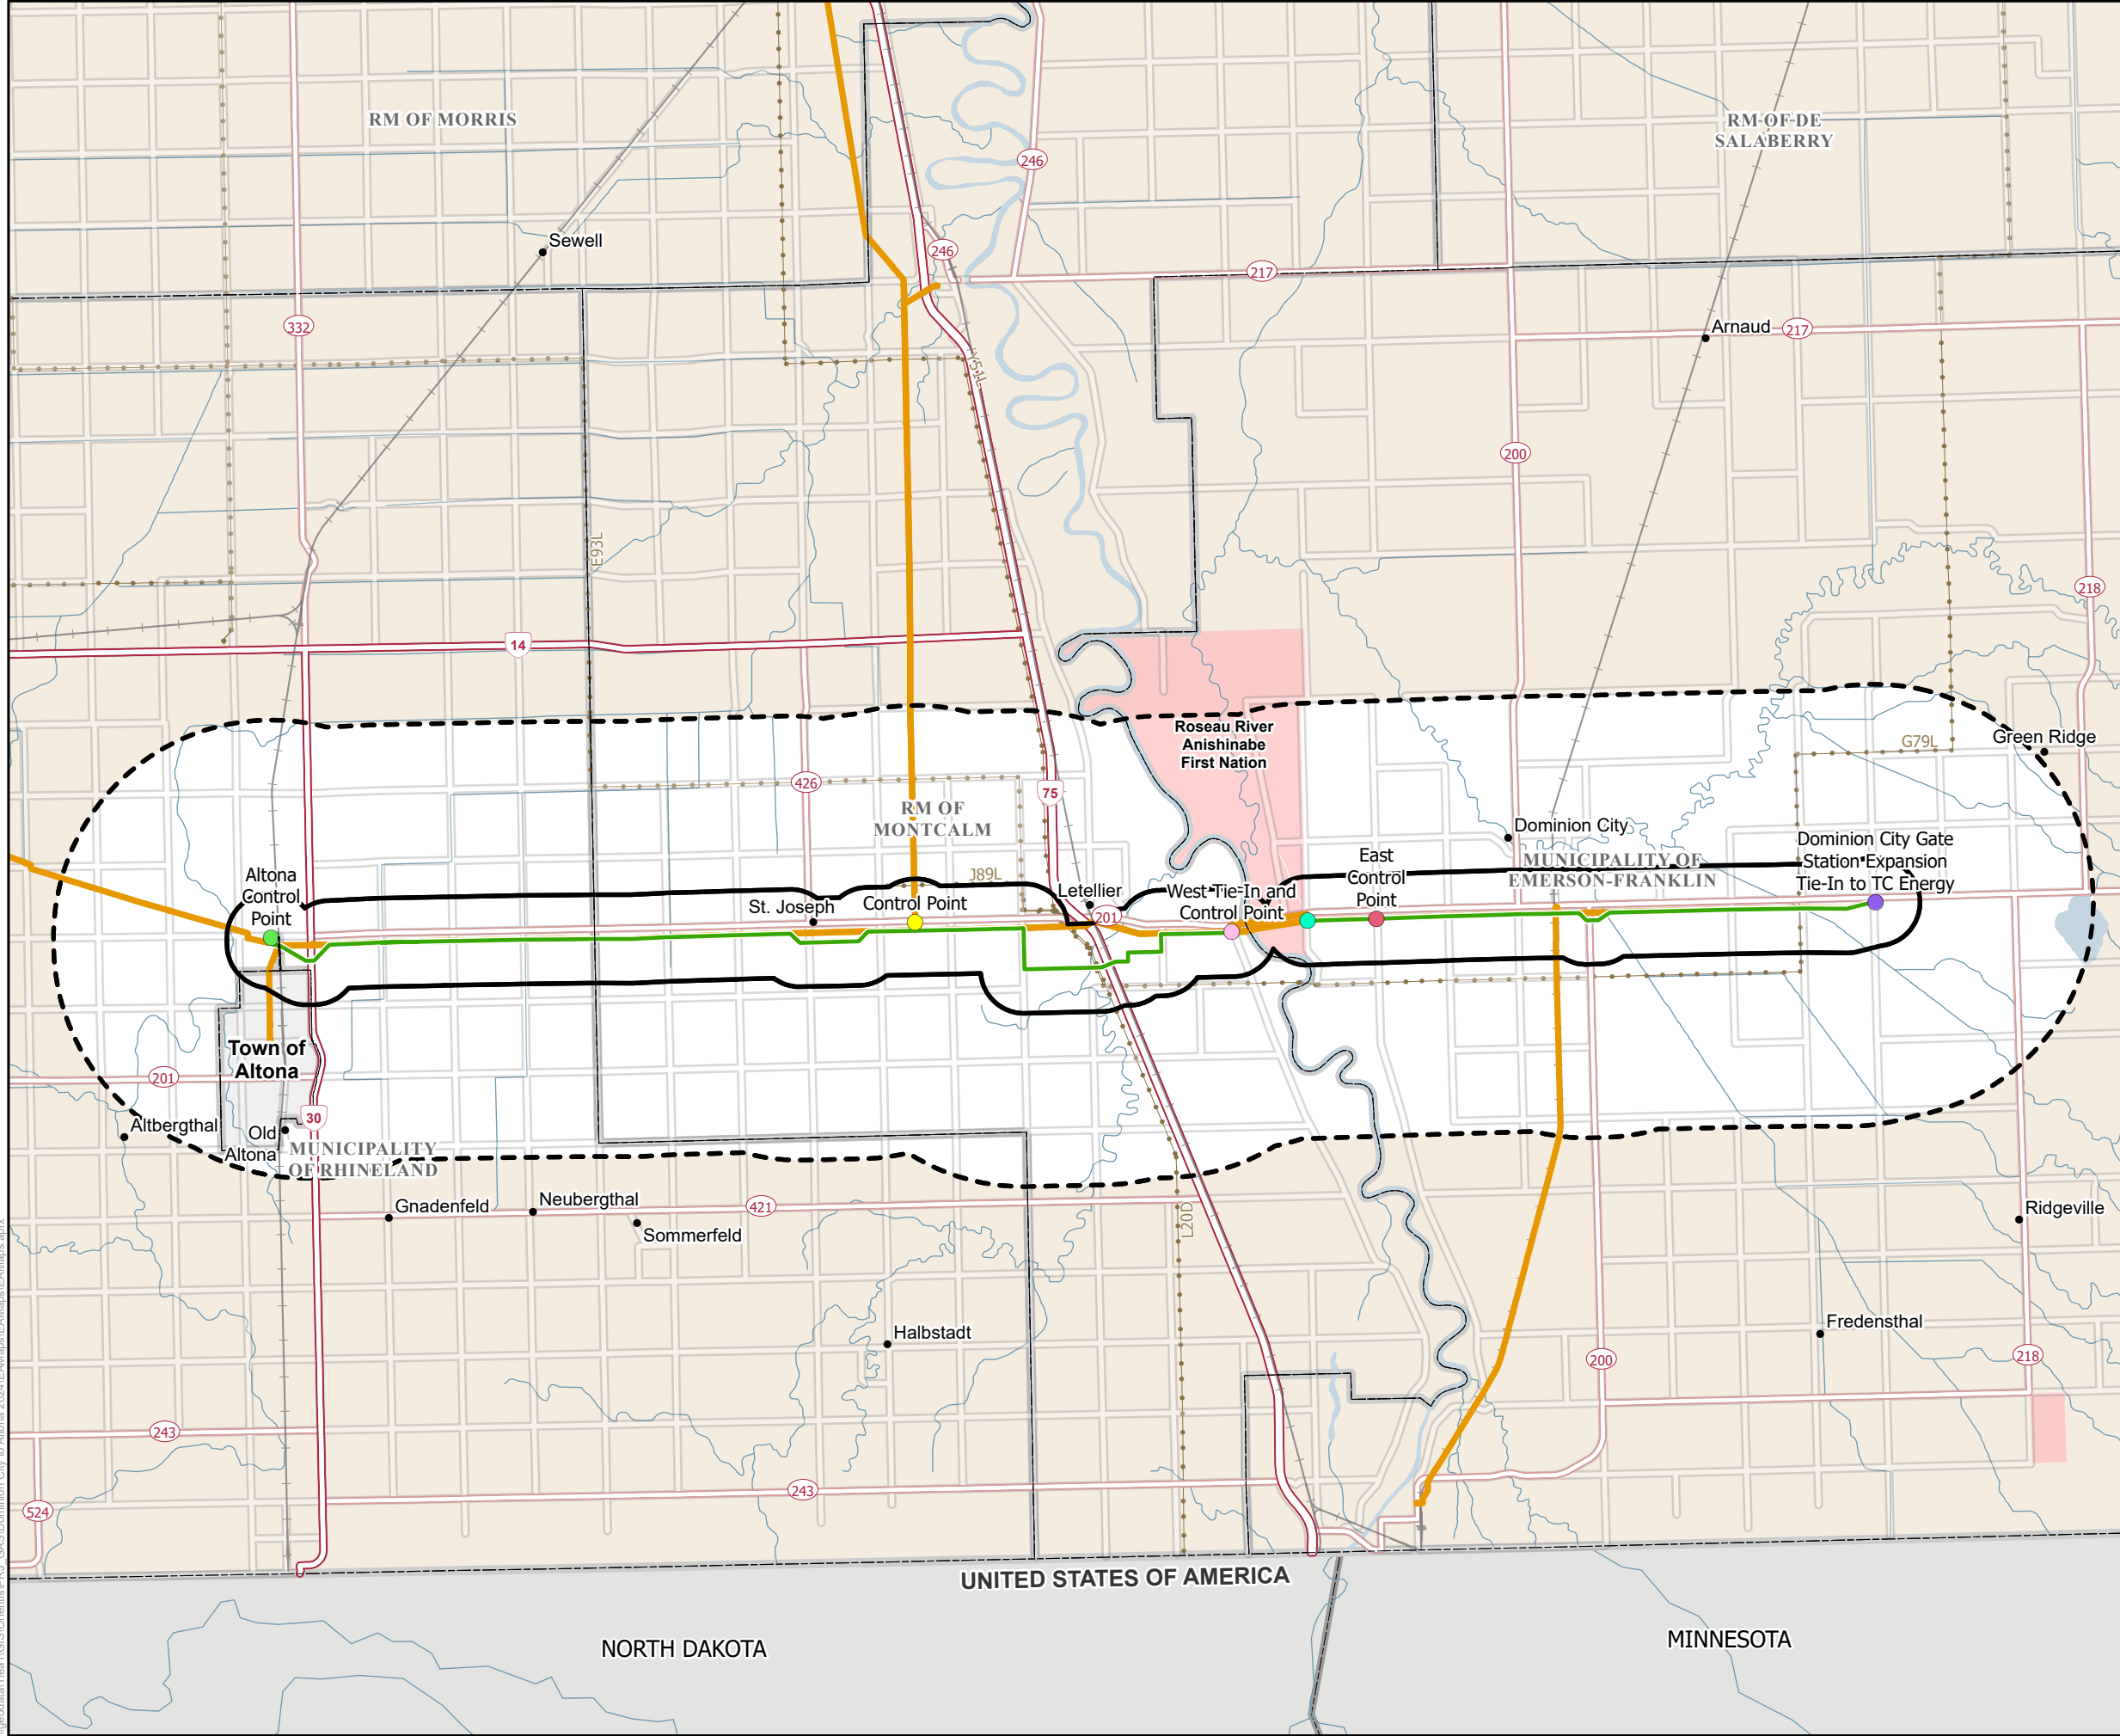 RM OF MORRIS
RM OF DE
SALABERRY
246
Sewell
246
217
332
Arnaud
217
Y51L
200
E93L
218
14
Roseau River
Anishinabe
First Nation
Green Ridge
G79L
426
75
RM OF
MONTCALM
Dominion City
Dominion City Gate
Station Expansion
Tie-In to TC Energy
MUNICIPALITY OF
EMERSON-FRANKLIN
East
Control
Point
Altona
Control
Point
J89L
Letellier
West Tie-In and
Control Point
St. Joseph
Control Point
201
Town of
Altona
201
30
Altbergthal
Old
Altona
MUNICIPALITY
OF RHINELAND
Gnadenfeld
Neubergthal
421
Sommerfeld
L20D
Ridgeville
Halbstadt
Fredensthal
200
218
243
243
524
UNITED STATES OF AMERICA
NORTH DAKOTA
MINNESOTA